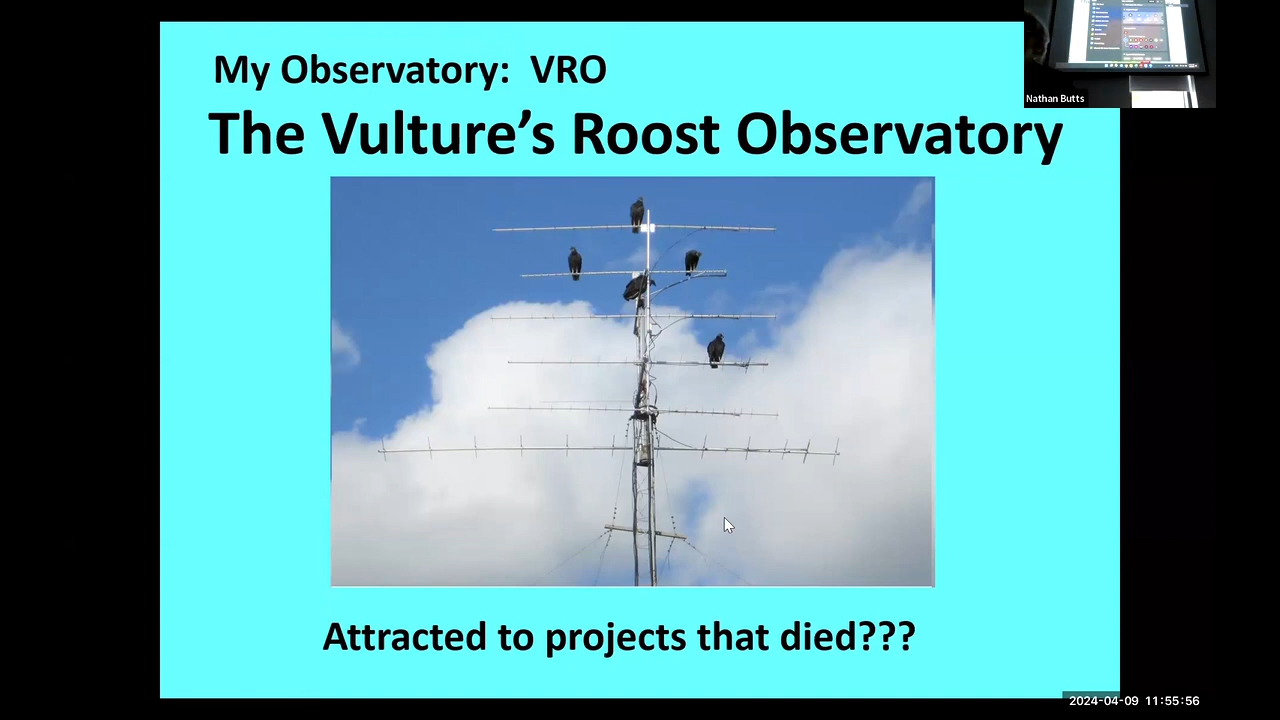 My Observatory: VRO
The Vulture’s Roost Observatory
Nathan Butts
Attracted to projects that died???
2024-04-09 11:55:56